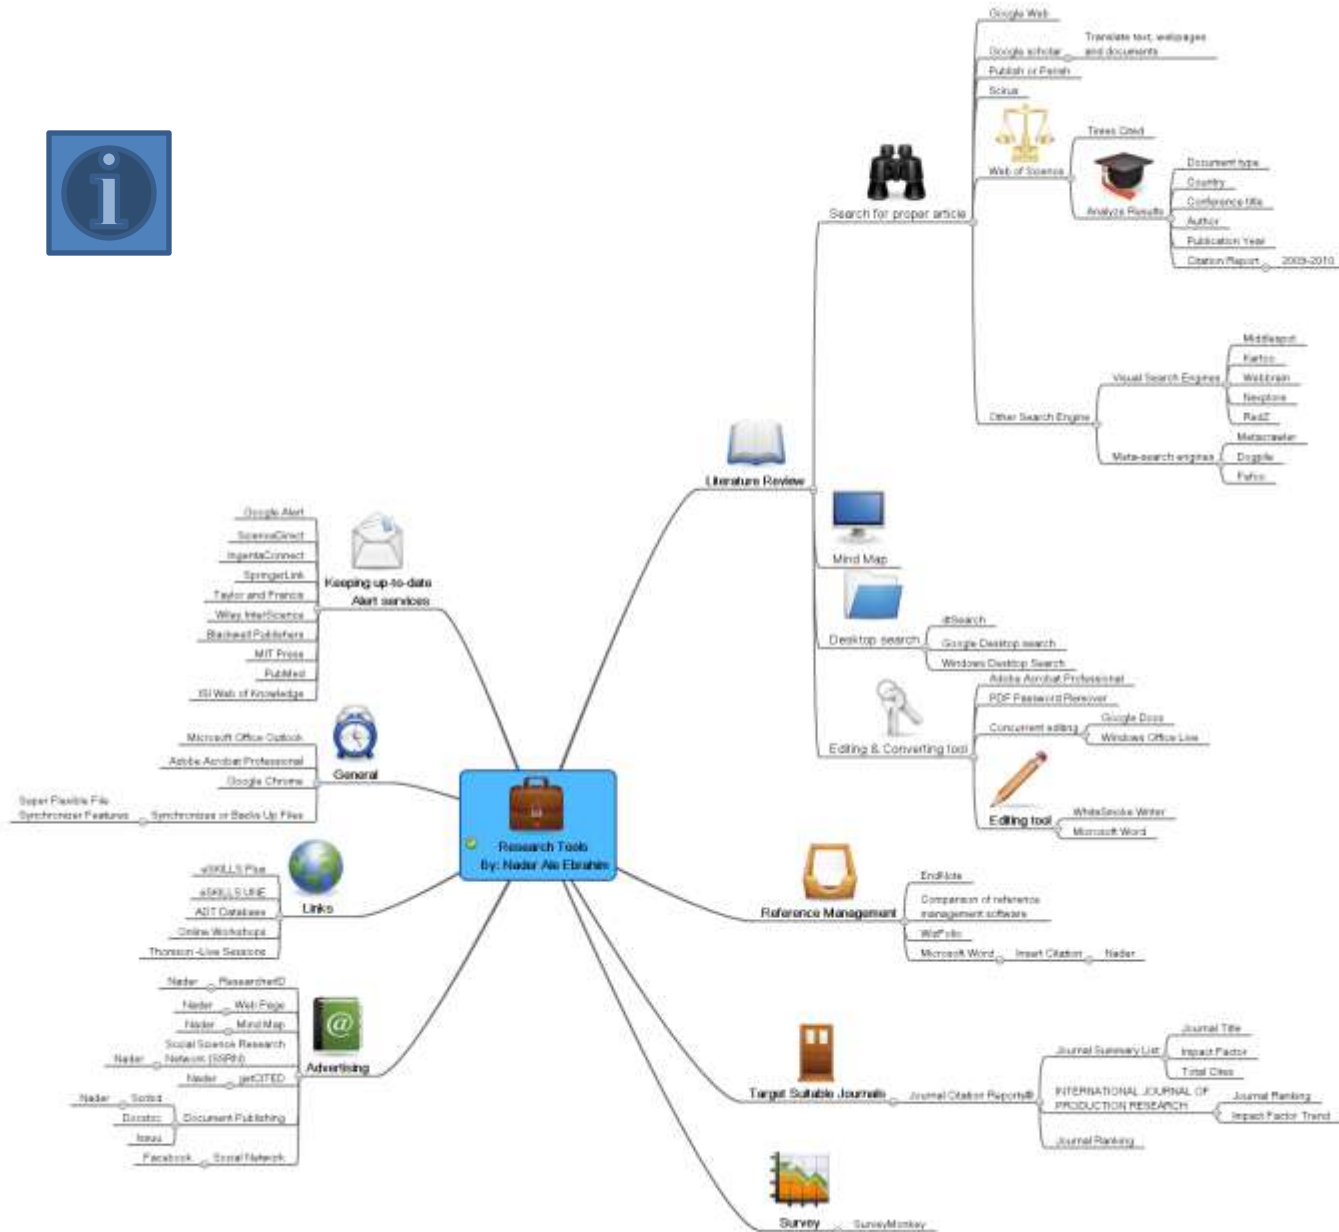 Research Tools
By: Nader Ale Ebrahim
Literature Review
Search for proper article
Google Web
Google scholar
Translate text, webpages
and documents
Publish or Perish
Scirus
Web of Science
Times Cited
Analyze Results
Document type
Country
Conference title
Author
Publication Year
Citation Report
2009-2010
Other Search Engine
Visual Search Engines
Middlespot
Kartoo
Webbrain
Nexplore
RedZ
Meta-search engines
Metacrawler
Dogpile
Mind Map
Desktop search
dtSearch
Google Desktop search
Windows Desktop Search
Editing & Converting tool
Adobe Acrobat Professional
PDF Password Remover
Concurrent editing
Google Docs
Windows Office Live
Editing tool
WhiteSmoke Writer
Microsoft Word
Reference Management
EndNote
Comparison of reference
management software
WizFolio
Microsoft Word
Insert Citation
Nader
Target Suitable Journals
Journal Citation Reports®
Journal Summary List
Journal Title
Impact Factor
Total Cites
INTERNATIONAL JOURNAL OF
PRODUCTION RESEARCH
Journal Ranking
Impact Factor Trend
Journal Ranking
Survey
SurveyMonkey
Keeping up-to-date
Alert services
Google Alert
ScienceDirect
IngentaConnect
SpringerLink
Taylor and Francis
Wiley InterScience
Blackwell Publishers
MIT Press
PubMed
ISI Web of Knowledge
General
Microsoft Office Outlook
Adobe Acrobat Professional
Google Chrome
Synchronizes or Backs Up Files
Super Flexible File
Synchronizer Features
Links
eSKILLS Plus
eSKILLS UNE
ADT Database
Online Workshops
Thomson -Live Sessions
Advertising
ResearcherID
Nader
Web Page
Nader
Mind Map
Nader
Social Science Research
Network (SSRN)
Nader
getCITED
Nader
Document Publishing
Scribd
Nader
Docstoc
Issuu
Social Network
Facebook